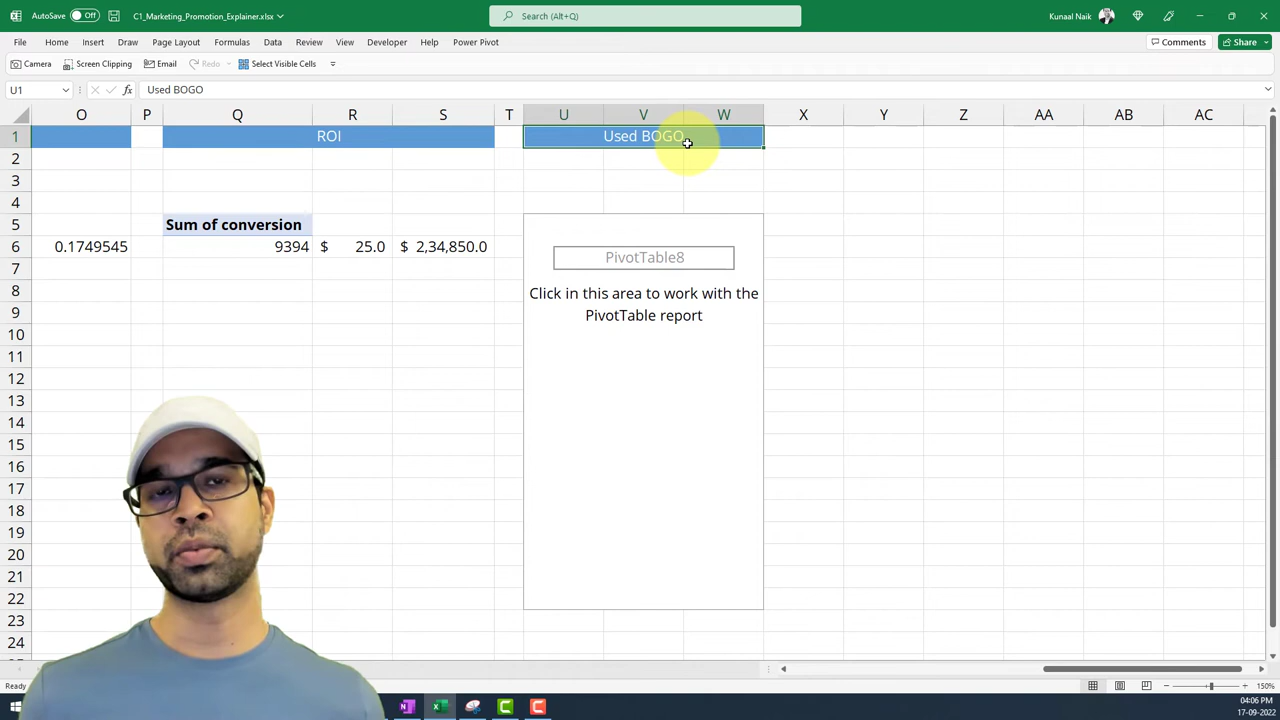 AutoSave Off C1_Marketing_Promotion_Explainer.xlsx Search (Alt+Q) Kunaal Naik
File Home Insert Draw Page Layout Formulas Data Review View Developer Help Power Pivot Comments Share
Camera Screen Clipping Email Redo Select Visible Cells
U1 fx Used BOGO
O P Q R S T U V W X Y Z AA AB AC
1 ROI Used BOGO
2
3
4
5 Sum of conversion
6 0.1749545 9394 $ 25.0 $ 2,34,850.0
PivotTable8
7
8 Click in this area to work with the
9 PivotTable report
10
11
12
13
14
15
16
17
18
19
20
21
22
23
24
Ready 150%
04:06 PM
17-09-2022